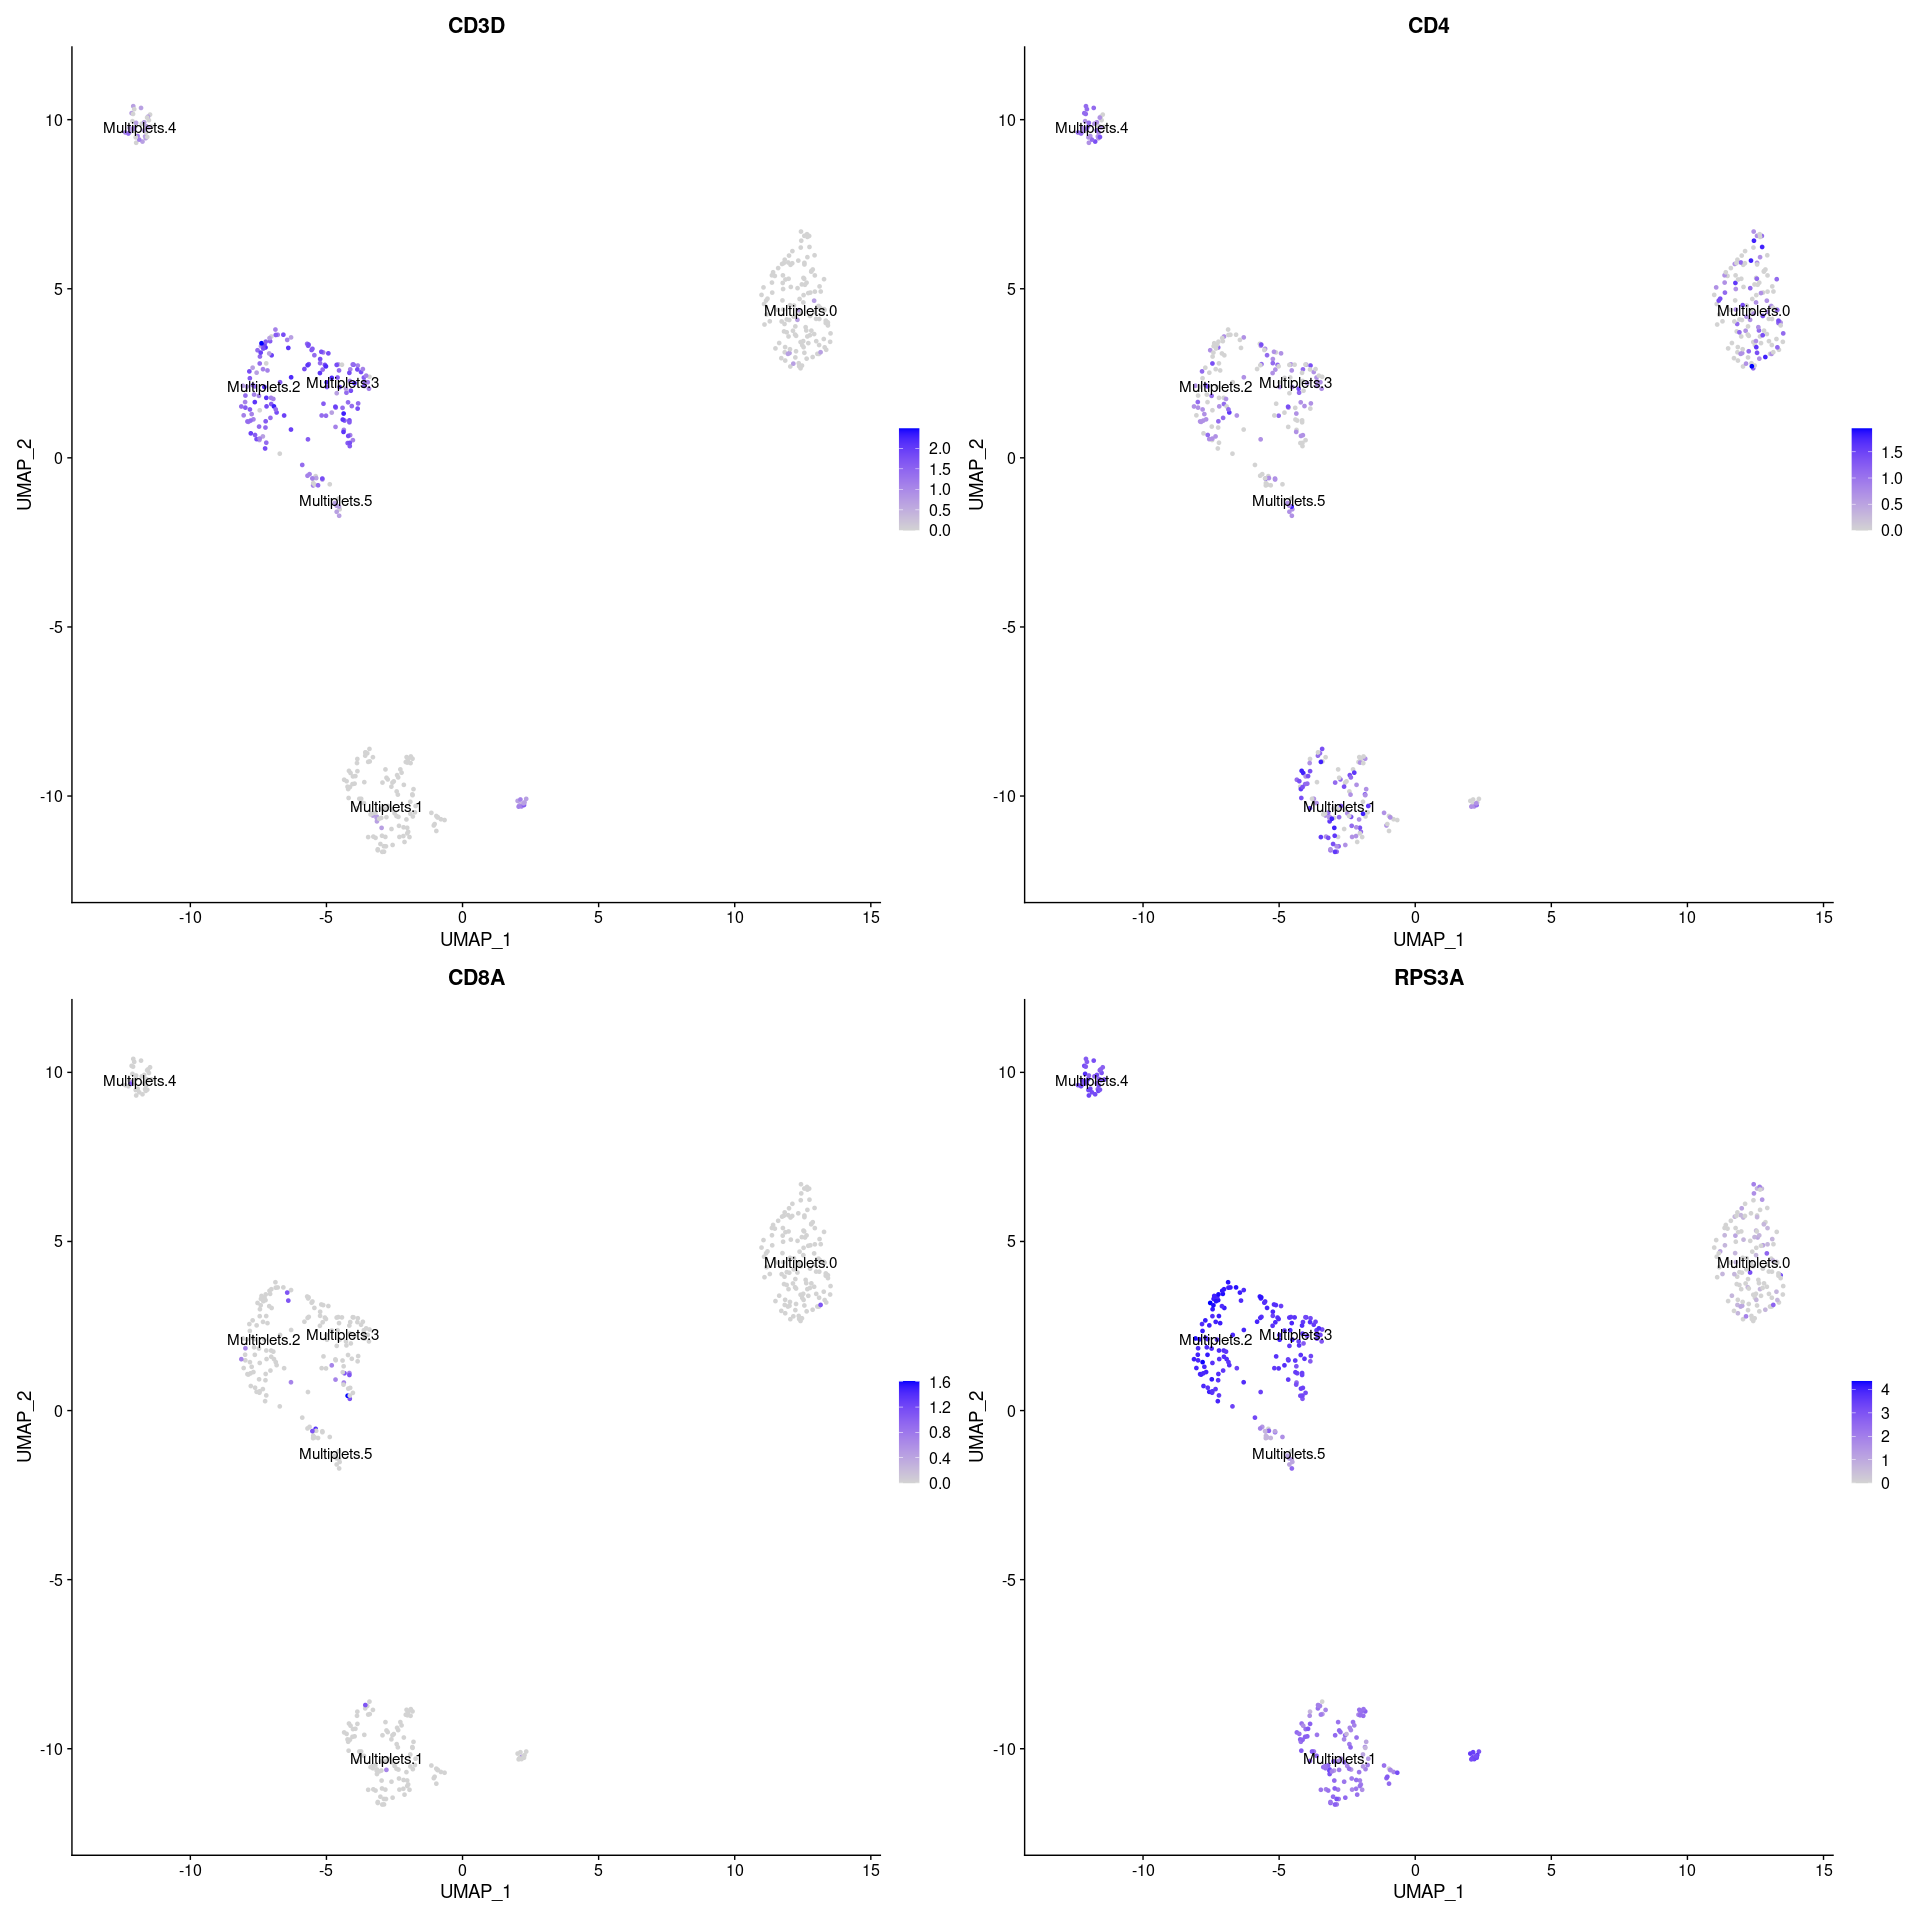 CD3D
10
5
0
-5
-10
UMAP_2
-10
-5
0
5
10
15
UMAP_1
Multiplets.4
Multiplets.0
Multiplets.2
Multiplets.3
Multiplets.5
Multiplets.1
2.0
1.5
1.0
0.5
0.0
CD4
10
5
0
-5
-10
UMAP_2
-10
-5
0
5
10
15
UMAP_1
Multiplets.4
Multiplets.0
Multiplets.2
Multiplets.3
Multiplets.5
Multiplets.1
1.5
1.0
0.5
0.0
CD8A
10
5
0
-5
-10
UMAP_2
-10
-5
0
5
10
15
UMAP_1
Multiplets.4
Multiplets.0
Multiplets.2
Multiplets.3
Multiplets.5
Multiplets.1
1.6
1.2
0.8
0.4
0.0
RPS3A
10
5
0
-5
-10
UMAP_2
-10
-5
0
5
10
15
UMAP_1
Multiplets.4
Multiplets.0
Multiplets.2
Multiplets.3
Multiplets.5
Multiplets.1
4
3
2
1
0